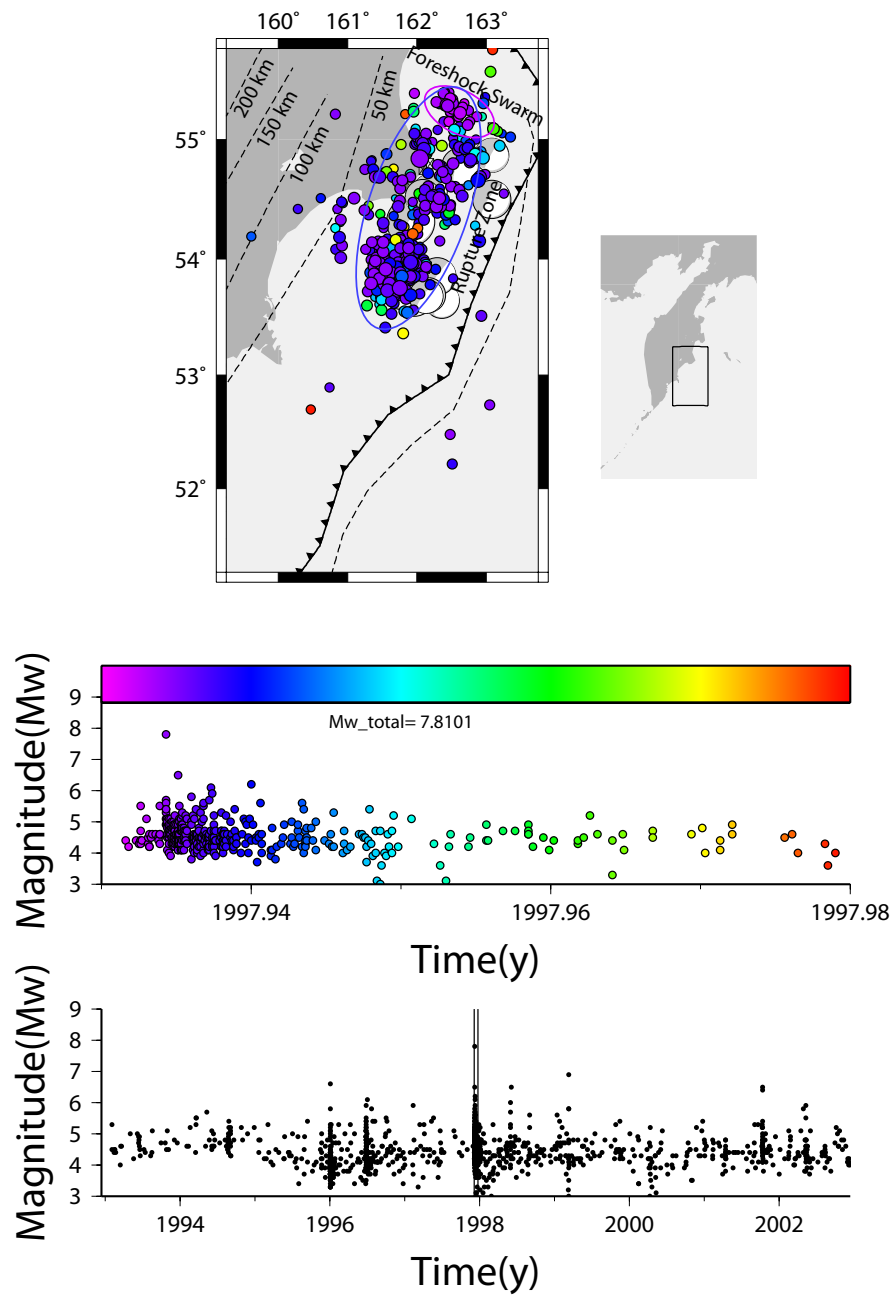 160˚ 161˚ 162˚ 163˚
Foreshock Swarm
200 km
150 km
100 km
50 km
55˚
Rupture Zone
54˚
53˚
52˚
Magnitude(Mw)
9
8
7
6
5
4
3
Mw_total= 7.8101
1997.94 1997.96 1997.98
Time(y)
Magnitude(Mw)
9
8
7
6
5
4
3
1994 1996 1998 2000 2002
Time(y)